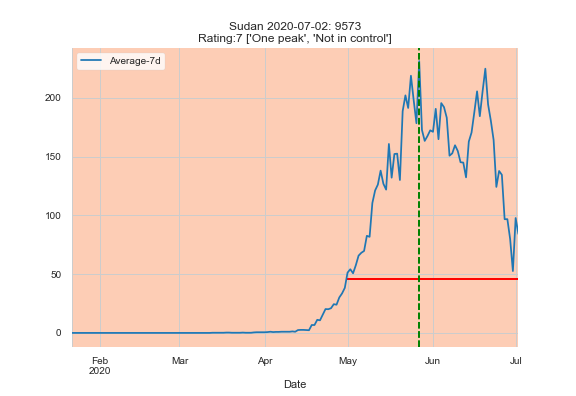 Sudan 2020-07-02: 9573
Rating:7 ['One peak', 'Not in control']
Average-7d
200
150
100
50
0
Feb Mar Apr May Jun Jul
2020
Date